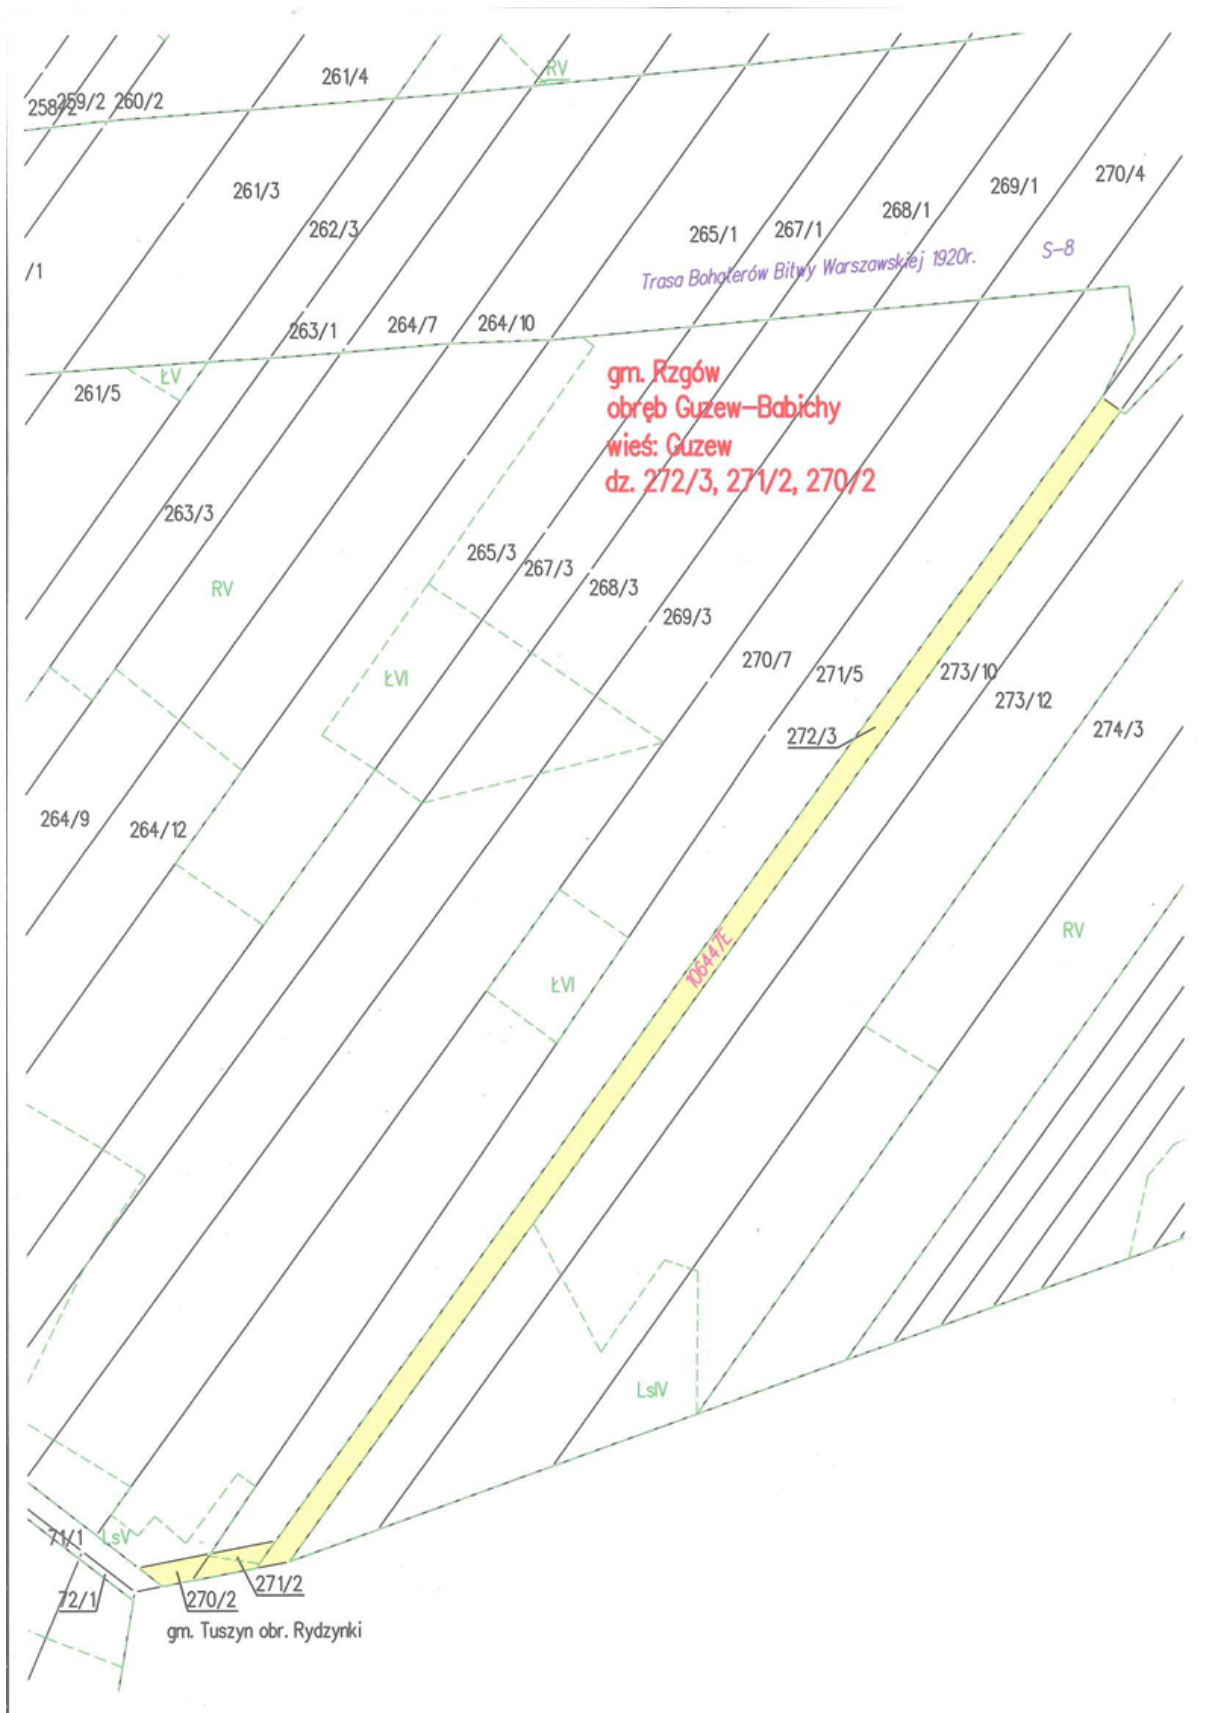 261/4
RV
258/2
259/2
260/2
261/3
262/3
265/1
267/1
268/1
269/1
270/4
/1
Trasa Bohaterów Bitwy Warszawskiej 1920r.
S-8
263/1
264/7
264/10
261/5
ŁV
gm. Rzgów
obręb Guzew-Babichy
wieś: Guzew
dz. 272/3, 271/2, 270/2
263/3
265/3
267/3
268/3
269/3
RV
ŁVI
270/7
271/5
273/10
273/12
274/3
272/3
264/9
264/12
106447E
RV
ŁVI
LsIV
71/1
LsV
72/1
270/2
271/2
gm. Tuszyn obr. Rydzynki